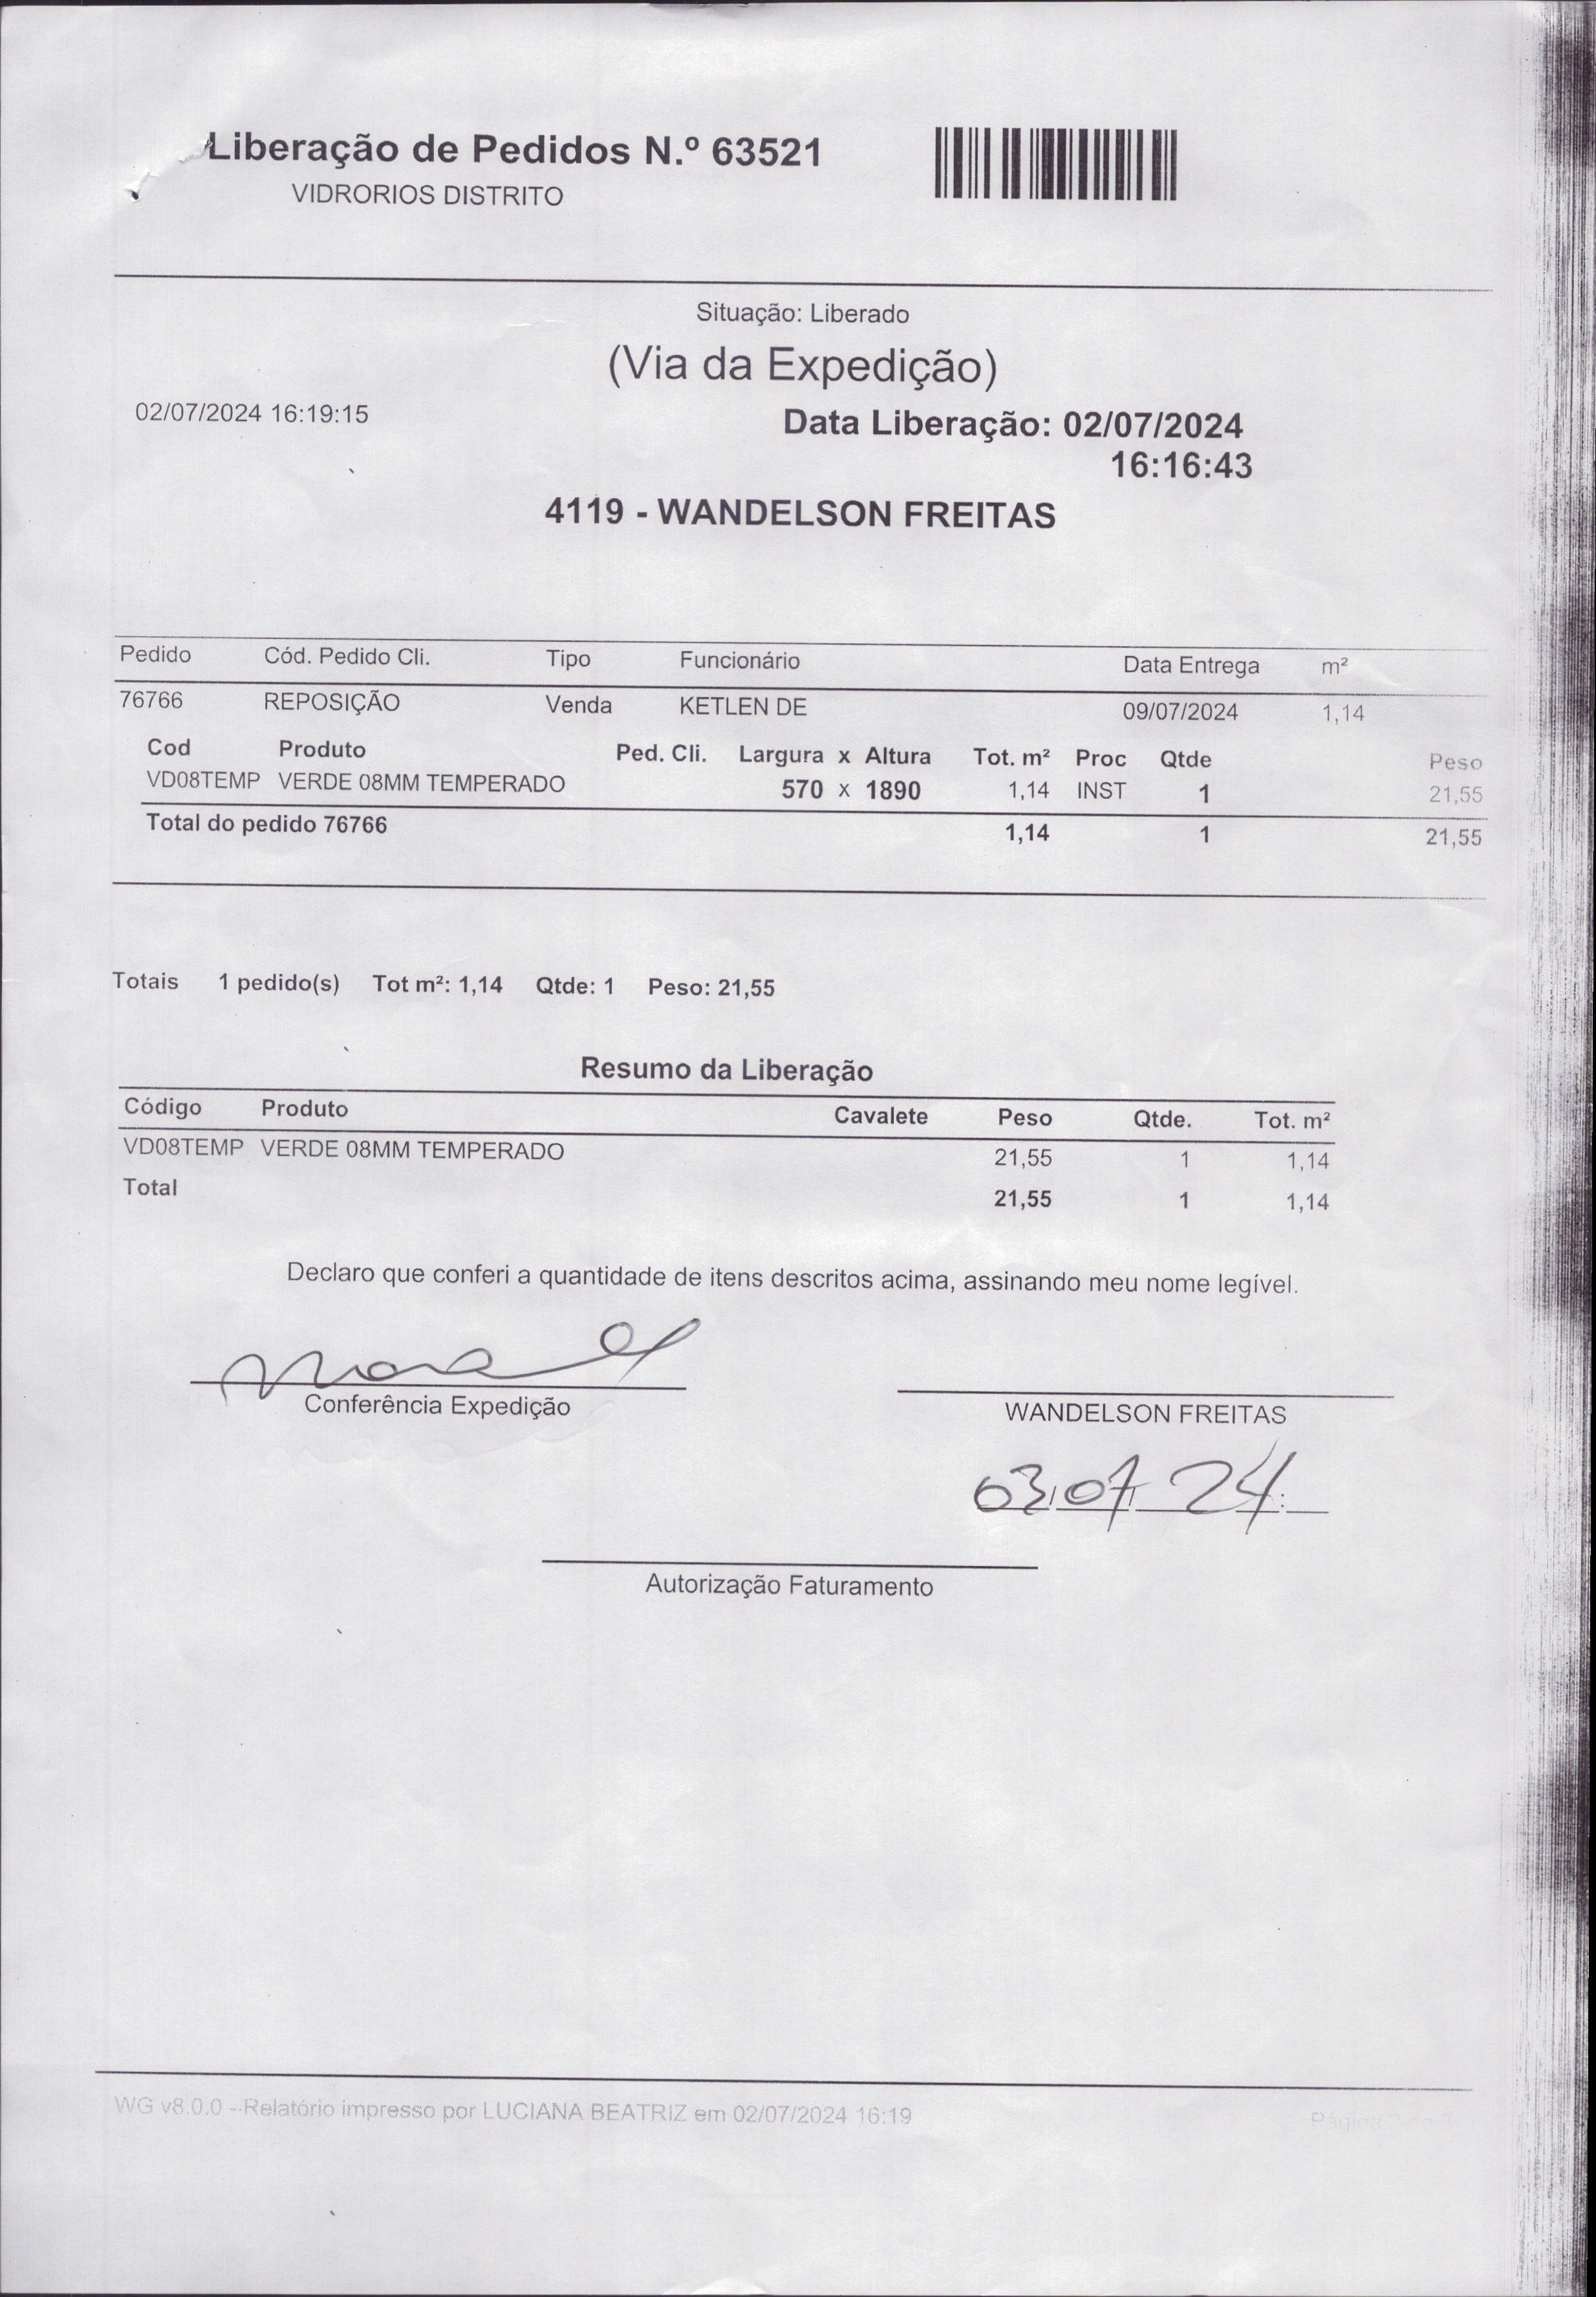 Liberação de Pedidos N.º 63521
VIDRORIOS DISTRITO
Situação: Liberado
(Via da Expedição)
02/07/2024 16:19:15
Data Liberação: 02/07/2024
16:16:43
4119 - WANDELSON FREITAS
Pedido Cód. Pedido Cli. Tipo Funcionário Data Entrega m²
76766 REPOSIÇÃO Venda KETLEN DE 09/07/2024 1,14
Cod Produto Ped. Cli. Largura x Altura Tot. m² Proc Qtde Peso
VD08TEMP VERDE 08MM TEMPERADO 570 x 1890 1,14 INST 1 21,55
Total do pedido 76766 1,14 1 21,55
Totais 1 pedido(s) Tot m²: 1,14 Qtde: 1 Peso: 21,55
Resumo da Liberação
Código Produto Cavalete Peso Qtde. Tot. m²
VD08TEMP VERDE 08MM TEMPERADO 21,55 1 1,14
Total 21,55 1 1,14
Declaro que conferi a quantidade de itens descritos acima, assinando meu nome legível.
Conferência Expedição
WANDELSON FREITAS
03/07 24
Autorização Faturamento
WG v8.0.0 - Relatório impresso por LUCIANA BEATRIZ em 02/07/2024 16:19
Página